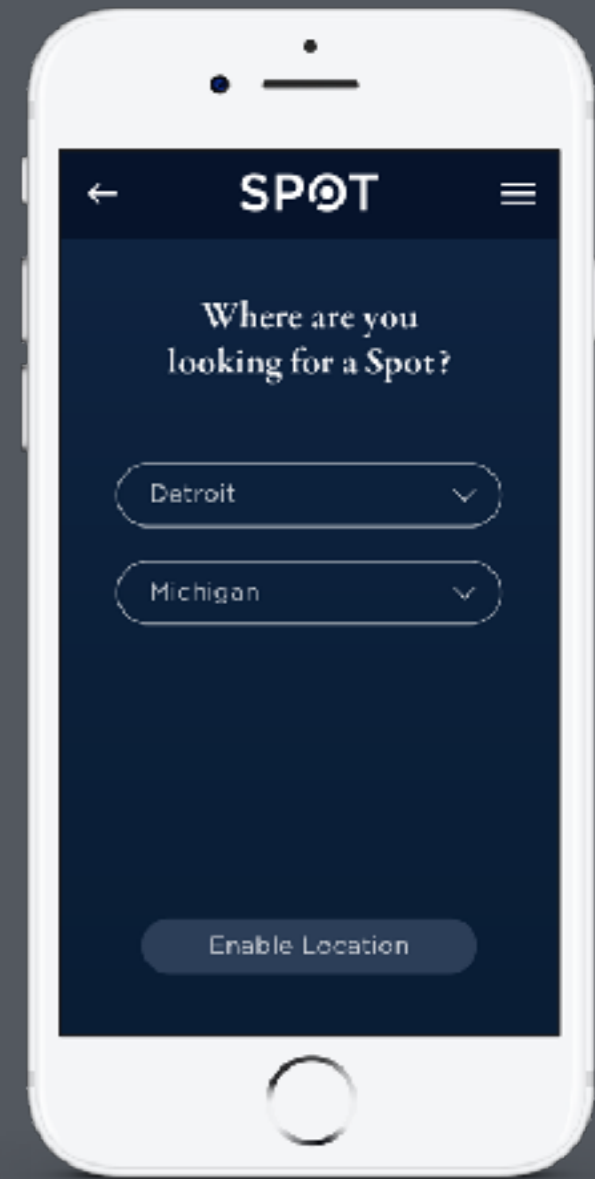 SPOT
Where are you
looking for a Spot?
Detroit
Michigan
Enable Location